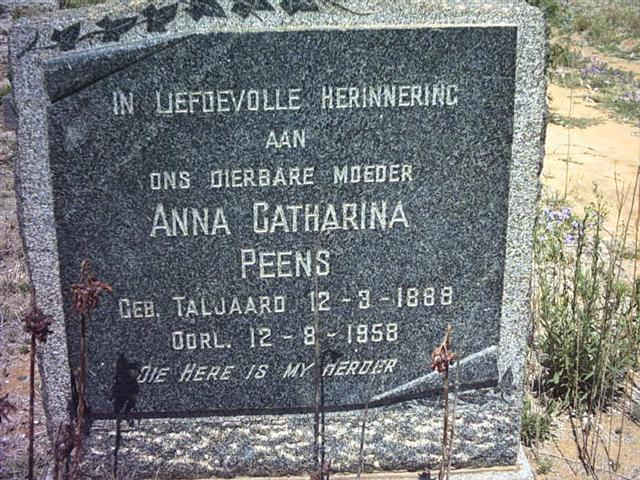 IN LIEFDEVOLLE HERINNERING
AAN
ONS DIERBARE MOEDER
ANNA CATHARINA
PEENS
GEB. TALJAARD 12-3-1888
OORL. 12-8-1958
DIE HERE IS MY HERDER